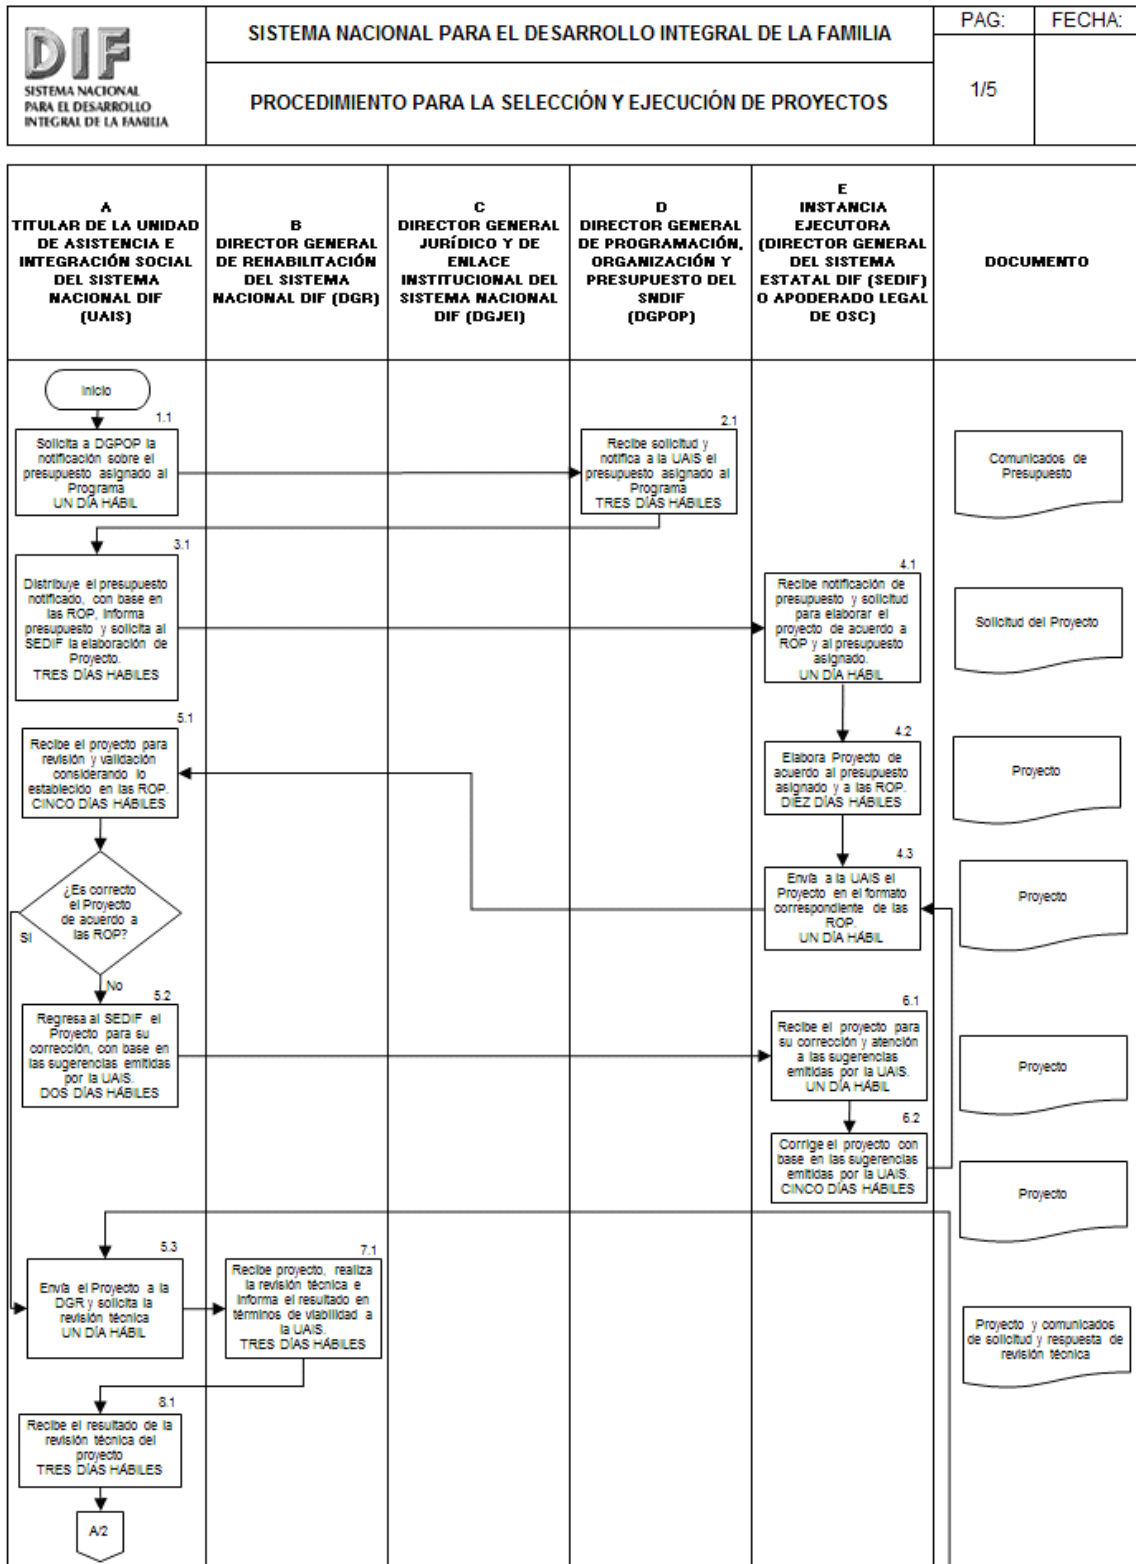 DIF
SISTEMA NACIONAL
PARA EL DESARROLLO
INTEGRAL DE LA FAMILIA
SISTEMA NACIONAL PARA EL DESARROLLO INTEGRAL DE LA FAMILIA
PROCEDIMIENTO PARA LA SELECCIÓN Y EJECUCIÓN DE PROYECTOS
PAG:
FECHA:
1/5
A
TITULAR DE LA UNIDAD
DE ASISTENCIA E
INTEGRACIÓN SOCIAL
DEL SISTEMA
NACIONAL DIF
(UAIS)
B
DIRECTOR GENERAL
DE REHABILITACIÓN
DEL SISTEMA
NACIONAL DIF (DGR)
C
DIRECTOR GENERAL
JURÍDICO Y DE
ENLACE
INSTITUCIONAL DEL
SISTEMA NACIONAL
DIF (DGJEI)
D
DIRECTOR GENERAL
DE PROGRAMACIÓN,
ORGANIZACIÓN Y
PRESUPUESTO DEL
SNDIF
(DGPOP)
E
INSTANCIA
EJECUTORA
(DIRECTOR GENERAL
DEL SISTEMA
ESTATAL DIF (SEDIF)
O APODERADO LEGAL
DE OSC)
DOCUMENTO
Inicio
1.1
Solicita a DGPOP la
notificación sobre el
presupuesto asignado al
Programa
UN DÍA HÁBIL
2.1
Recibe solicitud y
notifica a la UAIS el
presupuesto asignado al
Programa
TRES DÍAS HÁBILES
Comunicados de
Presupuesto
3.1
Distribuye el presupuesto
notificado, con base en
las ROP, informa
presupuesto y solicita al
SEDIF la elaboración de
Proyecto.
TRES DÍAS HABILES
4.1
Recibe notificación de
presupuesto y solicitud
para elaborar el
proyecto de acuerdo a
ROP y al presupuesto
asignado.
UN DÍA HÁBIL
Solicitud del Proyecto
5.1
Recibe el proyecto para
revisión y validación
considerando lo
establecido en las ROP.
CINCO DÍAS HÁBILES
4.2
Elabora Proyecto de
acuerdo al presupuesto
asignado y a las ROP.
DIEZ DÍAS HÁBILES
Proyecto
¿Es correcto
el Proyecto
de acuerdo a
las ROP?
SI
No
4.3
Envía a la UAIS el
Proyecto en el formato
correspondiente de las
ROP.
UN DÍA HÁBIL
Proyecto
5.2
Regresa al SEDIF el
Proyecto para su
corrección, con base en
las sugerencias emitidas
por la UAIS.
DOS DÍAS HÁBILES
6.1
Recibe el proyecto para
su corrección y atención
a las sugerencias
emitidas por la UAIS.
UN DÍA HÁBIL
Proyecto
6.2
Corrige el proyecto con
base en las sugerencias
emitidas por la UAIS.
CINCO DÍAS HÁBILES
Proyecto
5.3
Envía el Proyecto a la
DGR y solicita la
revisión técnica
UN DÍA HÁBIL
7.1
Recibe proyecto, realiza
la revisión técnica e
informa el resultado en
términos de viabilidad a
la UAIS.
TRES DÍAS HÁBILES
Proyecto y comunicados
de solicitud y respuesta de
revisión técnica
8.1
Recibe el resultado de la
revisión técnica del
proyecto
TRES DÍAS HÁBILES
A/2